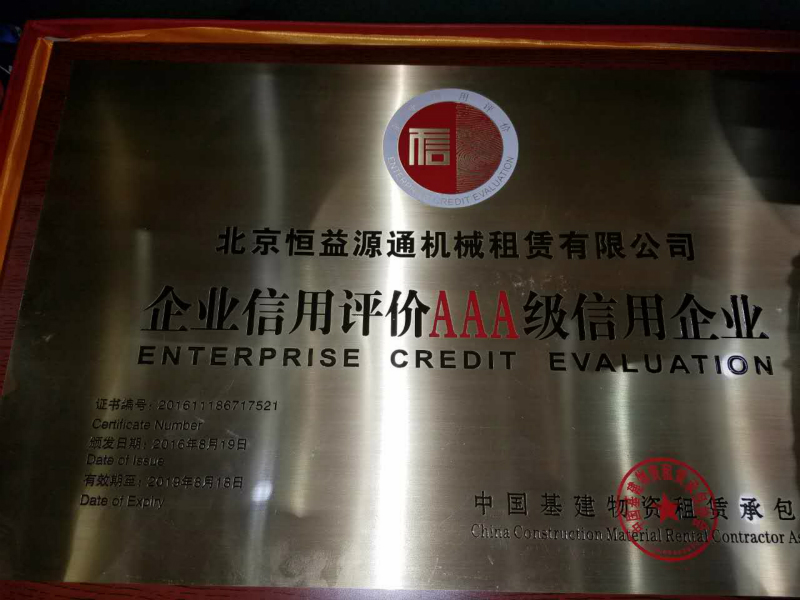 用评价
信
ENTERPRISE CREDIT EVALUATION
北京恒益源通机械租赁有限公司
企业信用评价AAA级信用企业
ENTERPRISE CREDIT EVALUATION
证书编号:201611186717521
Certificate Number
颁发日期:2016年8月19日
Date of Issue
有效期至:2019年8月18日
Date of Expiry
中国基建物资租赁承包
China Construction Material Rental Contractor As